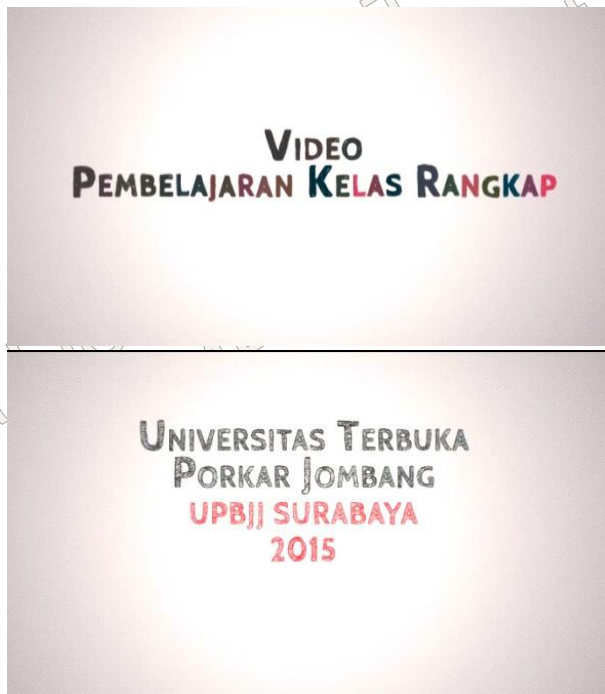 VIDEO
PEMBELAJARAN KELAS RANGKAP
UNIVERSITAS TERBUKA
PORKAR JOMBANG
UPBJJ SURABAYA
2015